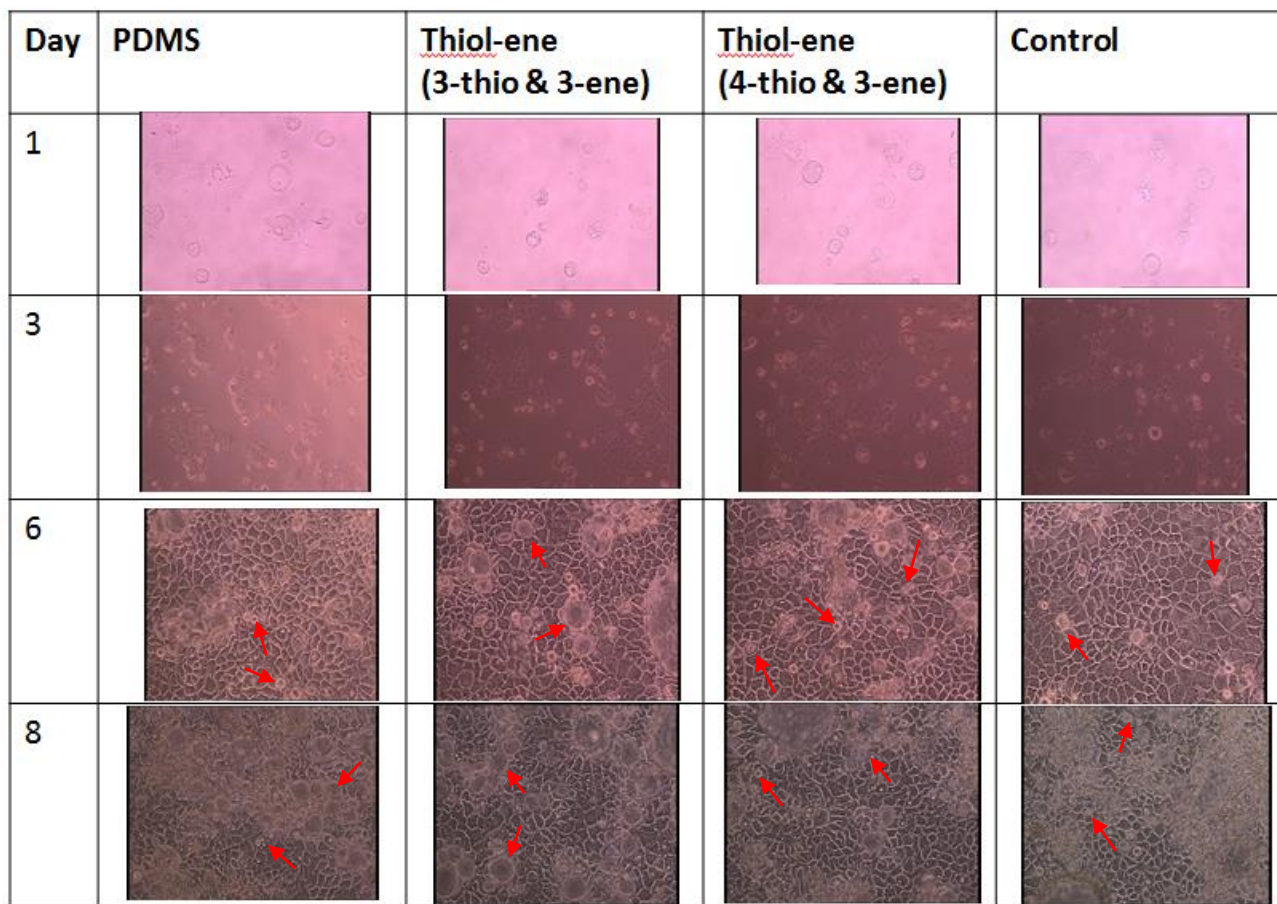 Day PDMS Thiol-ene Thiol-ene Control
(3-thio & 3-ene) (4-thio & 3-ene)
1
3
6
8